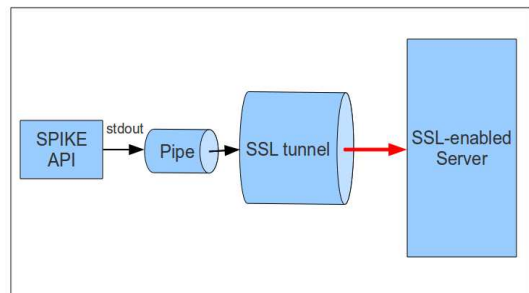 SPIKE
API
stdout
Pipe
SSL tunnel
SSL-enabled
Server